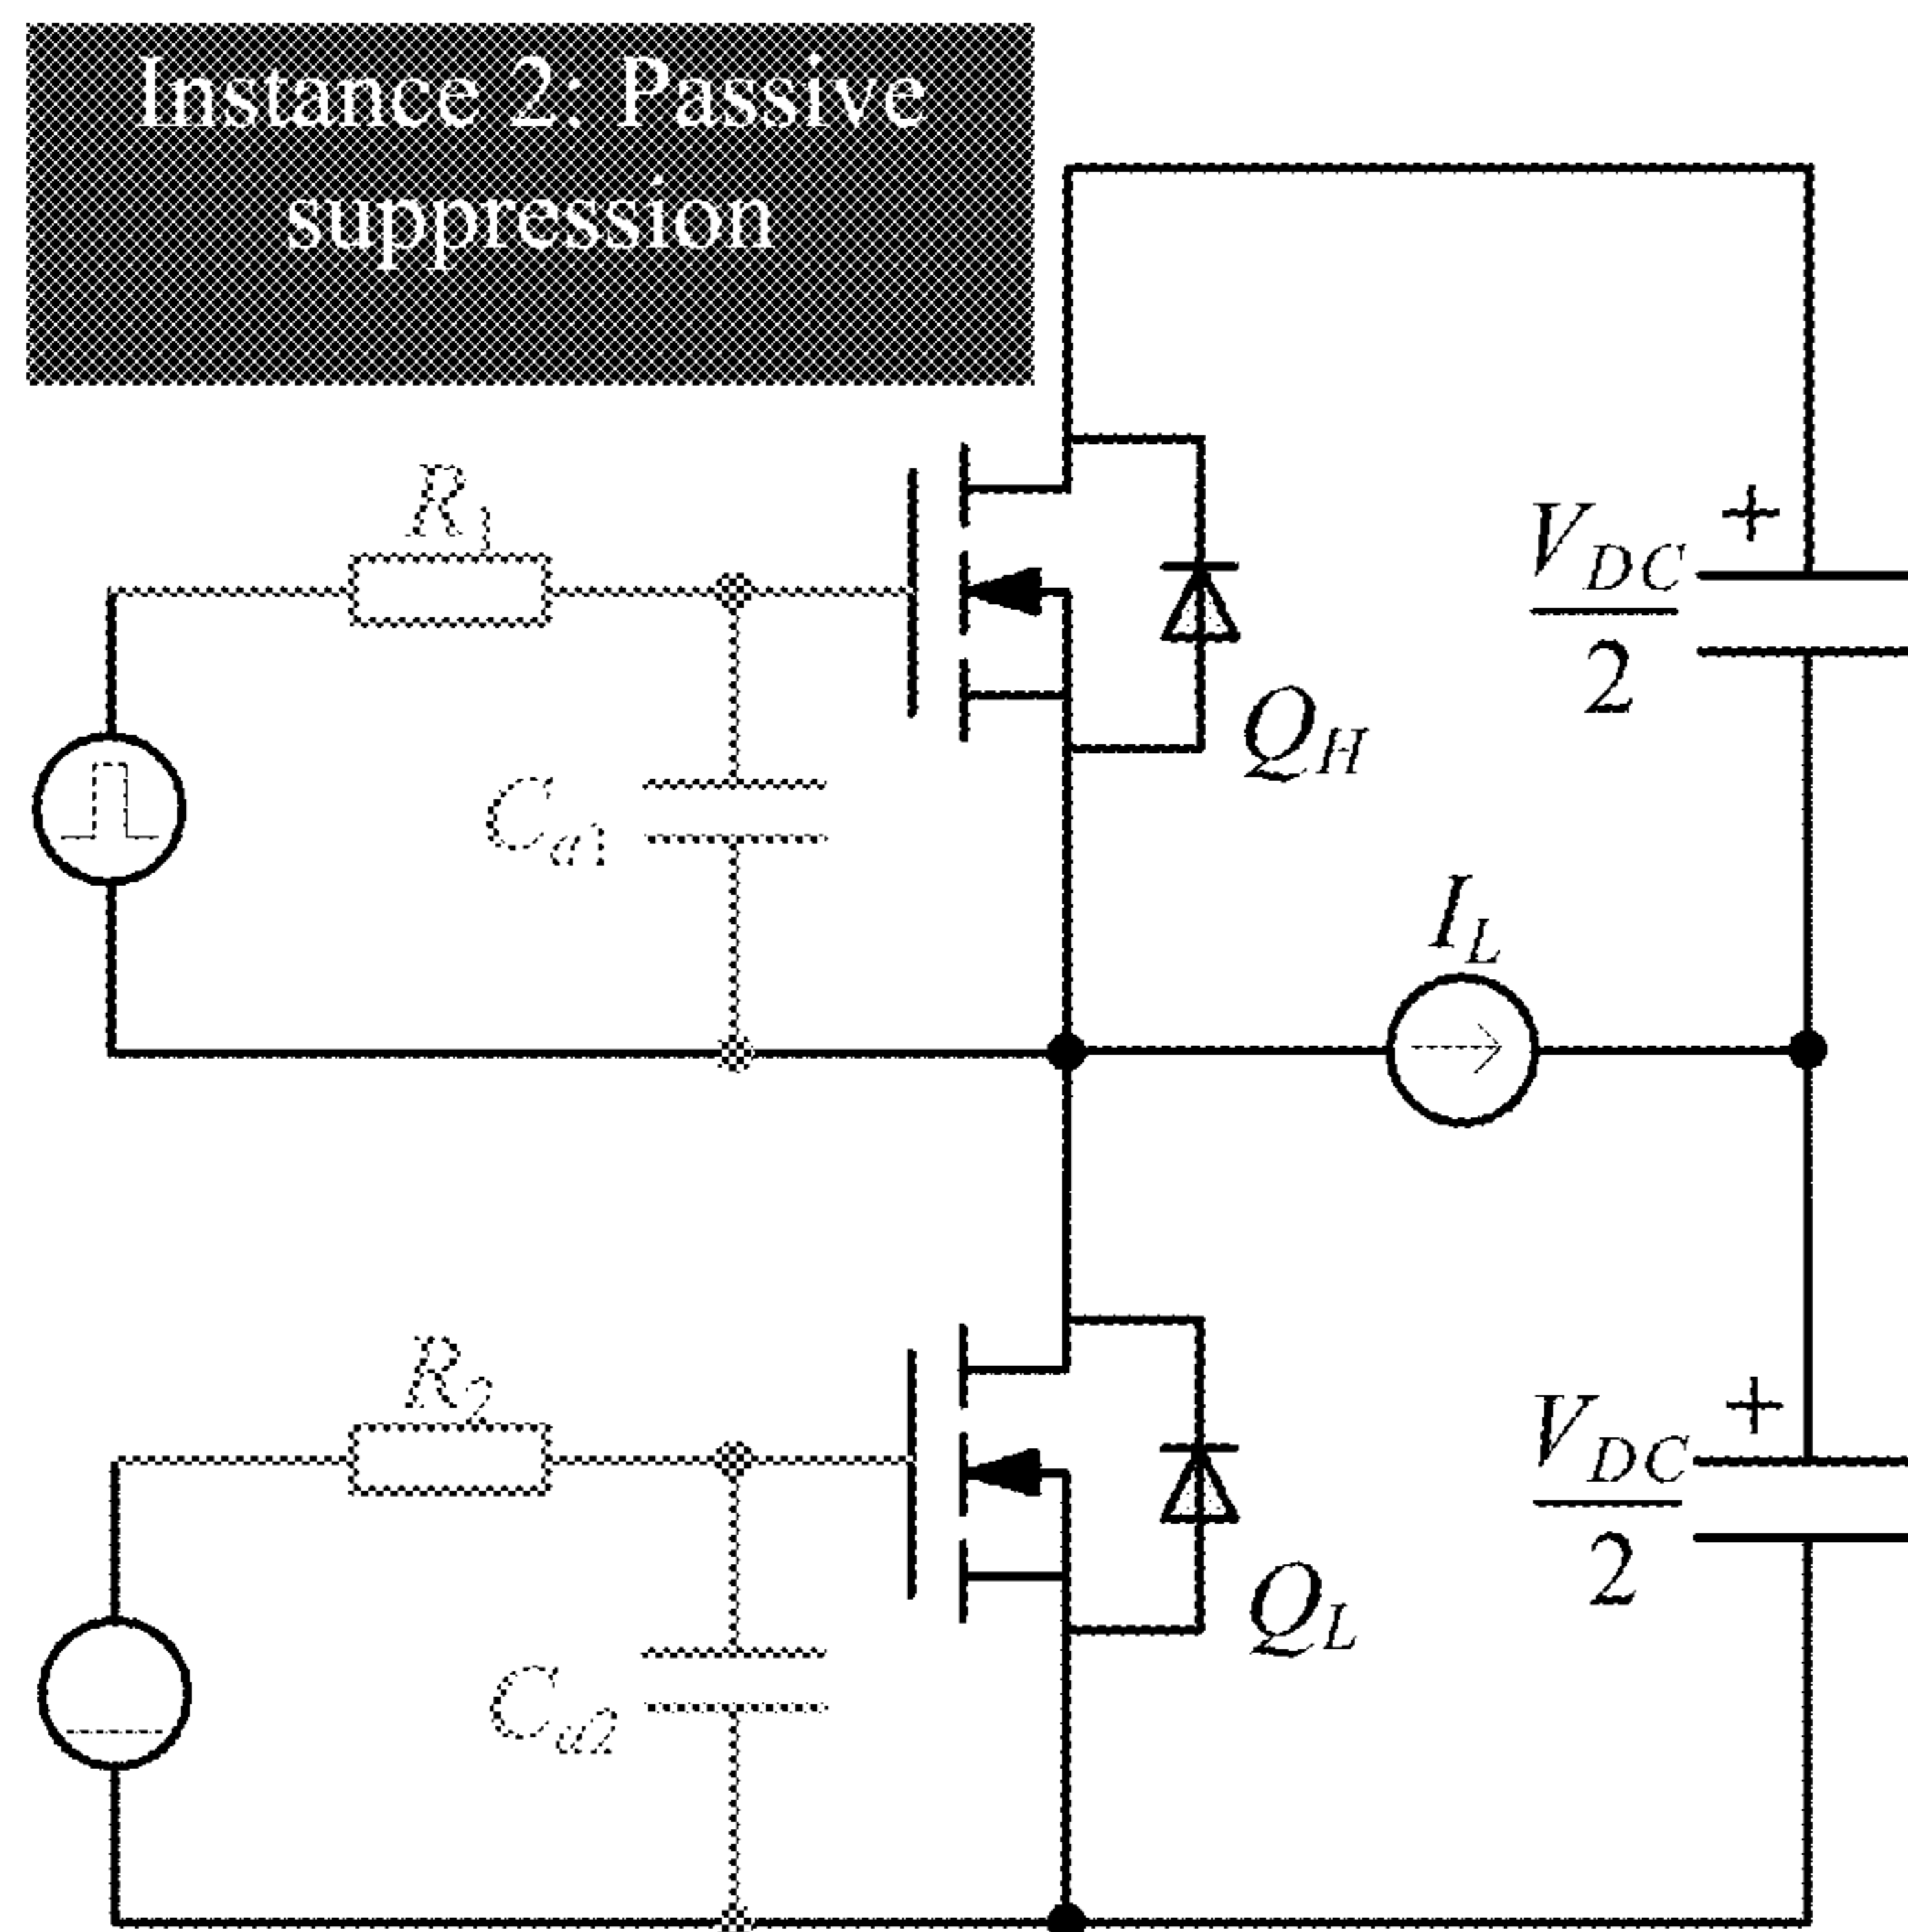 Instance 2: Passive
suppression
R1
+
VDC
2
QH
Ca1
IL
R2
+
VDC
2
QL
Ca2